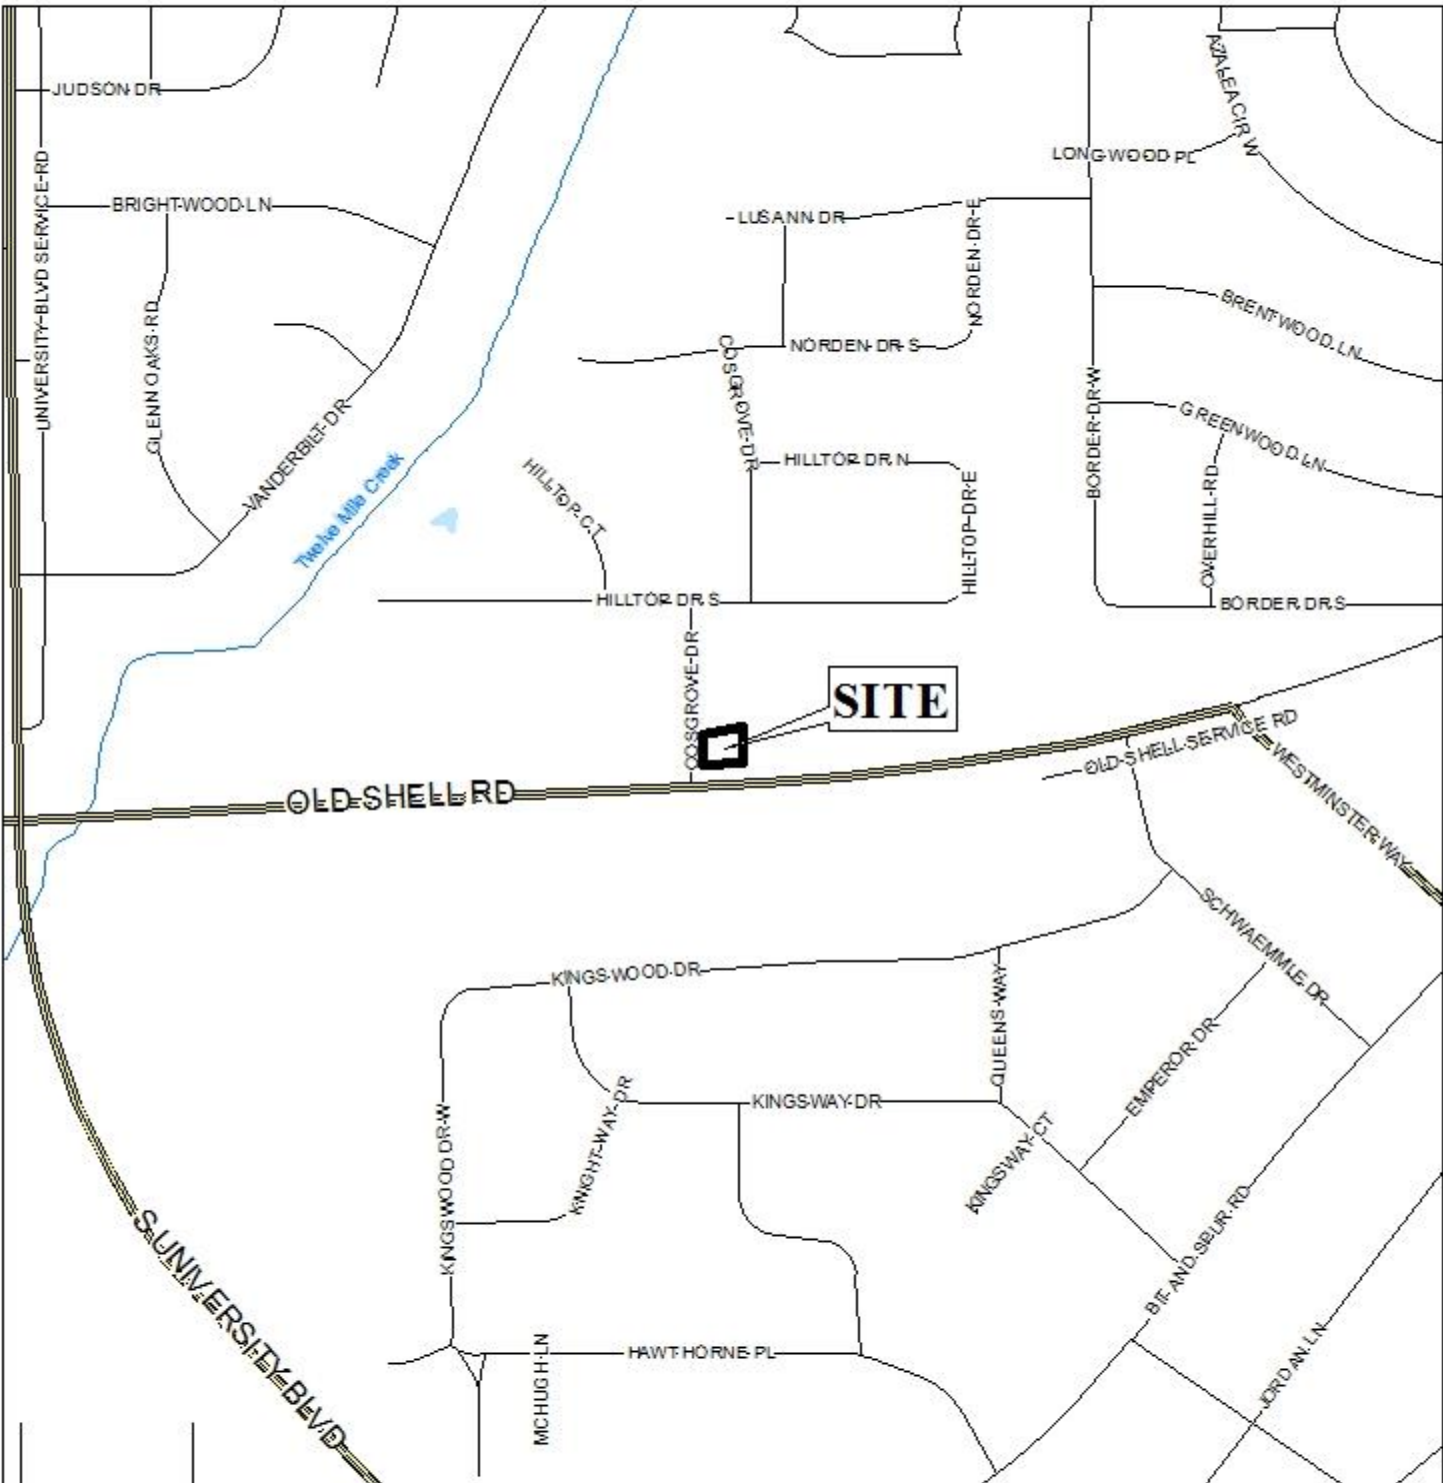 JUDSON DR
AZALEA CIR W
LONGWOOD PL
UNIVERSITY BLVD SERVICE RD
BRIGHTWOOD LN
LUSANN DR
NORDEN DR E
BRENTWOOD LN
GLENN OAKS RD
COSGROVE DR
NORDEN DR S
BORDER DR W
GREENWOOD LN
VANDERBILT DR
Twelve Mile Creek
HILLTOP CT
HILLTOP DR N
HILLTOP DR E
OVERHILL RD
HILLTOP DR S
BORDER DR S
COSGROVE DR
SITE
OLD SHELL RD
OLD SHELL SERVICE RD
WESTMINSTER WAY
SCHWAEMMLE DR
KINGSWOOD DR
QUEENS WAY
EMPEROR DR
KINGSWOOD DR W
KNIGHTWAY DR
KINGSWAY DR
KINGSWAY CT
BIT AND SPUR RD
S UNIVERSITY BLVD
MCHUGH LN
HAWTHORNE PL
JORDAN LN